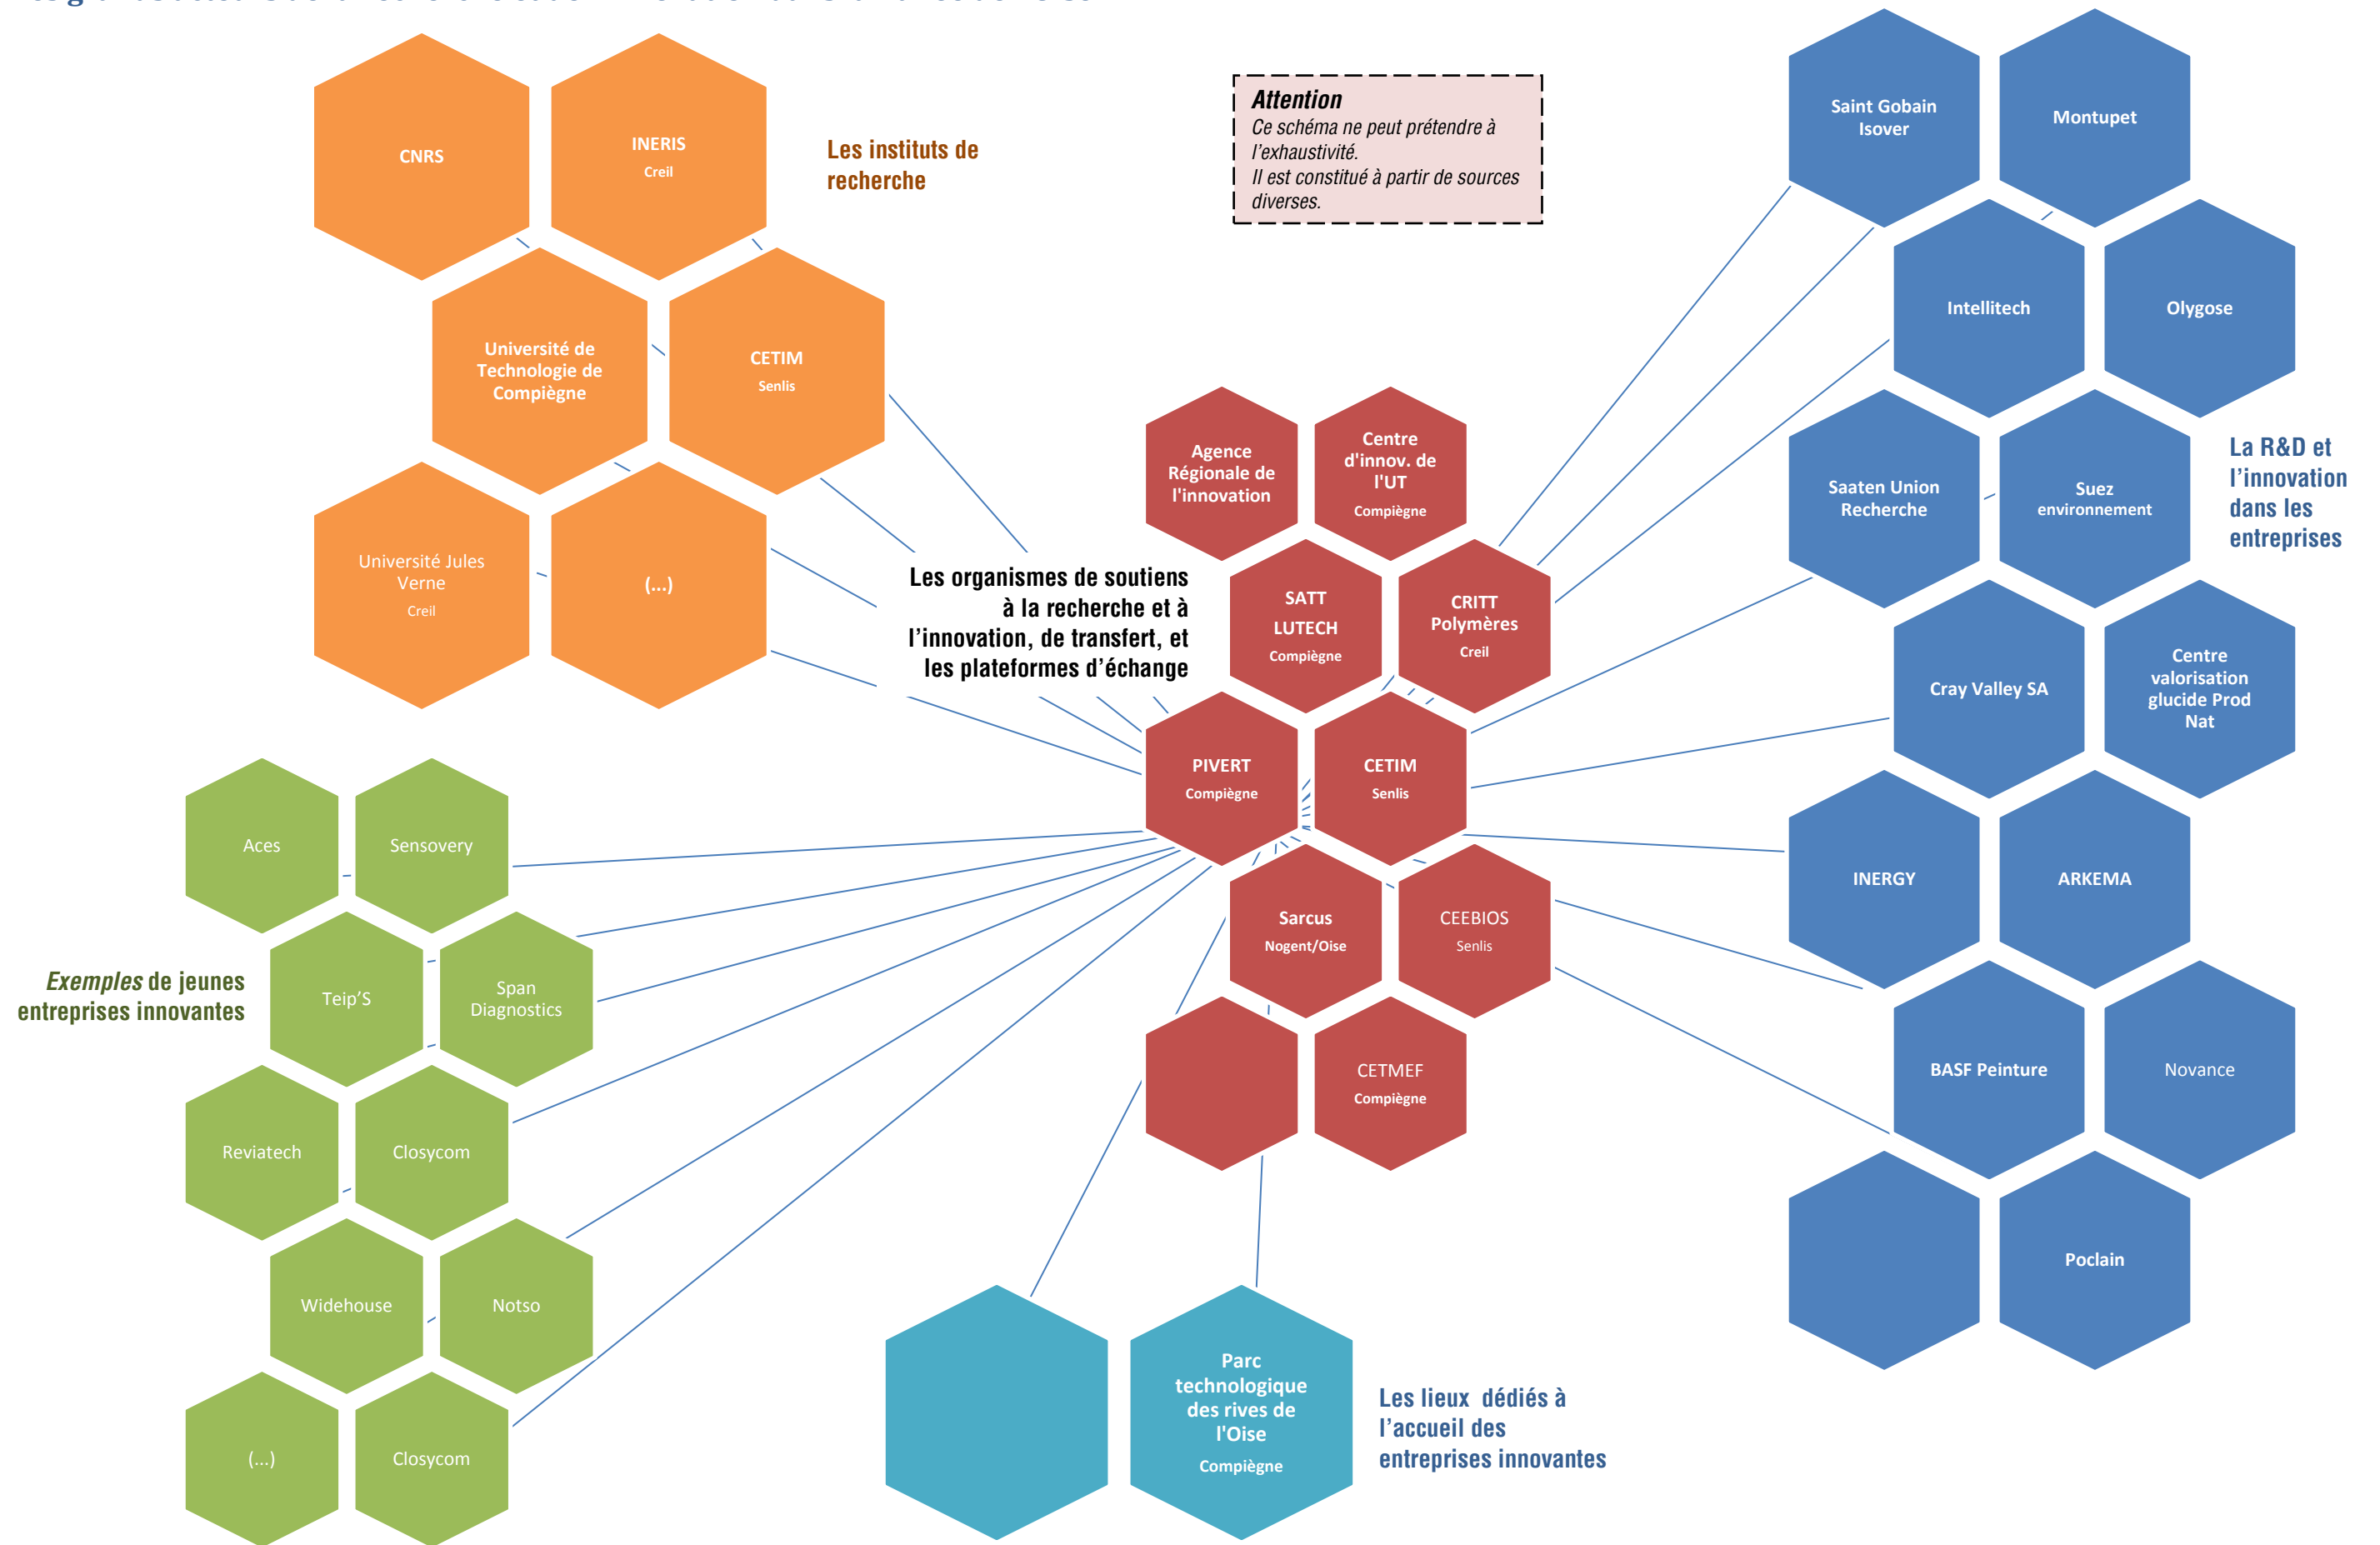 CNRS
INERIS
Creil
Les instituts de
recherche
Université de
Technologie de
Compiègne
CETIM
Senlis
Université Jules
Verne
Creil
(...)
Attention
Ce schéma ne peut prétendre à
l'exhaustivité.
Il est constitué à partir de sources
diverses.
Saint Gobain
Isover
Montupet
Intellitech
Olygose
Saaten Union
Recherche
Suez
environnement
La R&D et
l’innovation
dans les
entreprises
Cray Valley SA
Centre
valorisation
glucide Prod
Nat
INERGY
ARKEMA
BASF Peinture
Novance
Poclain
Les organismes de soutiens
à la recherche et à
l’innovation, de transfert, et
les plateformes d’échange
Agence
Régionale de
l'innovation
Centre
d'innov. de
l'UT
Compiègne
SATT
LUTECH
Compiègne
CRITT
Polymères
Creil
PIVERT
Compiègne
CETIM
Senlis
Sarcus
Nogent/Oise
CEEBIOS
Senlis
CETMEF
Compiègne
Aces
Sensovery
Exemples de jeunes
entreprises innovantes
Teip’S
Span
Diagnostics
Reviatech
Closycom
Widehouse
Notso
(...)
Closycom
Parc
technologique
des rives de
l'Oise
Compiègne
Les lieux  dédiés à
l’accueil des
entreprises innovantes